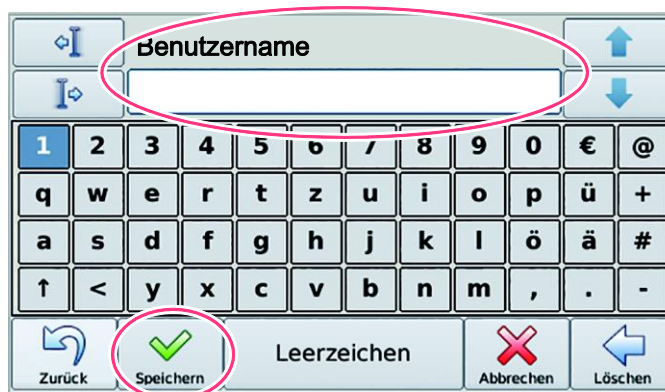 Benutzername
1 2 3 4 5 6 7 8 9 0 € @
q w e r t z u i o p ü +
a s d f g h j k l ö ä #
↑ < y x c v b n m , . -
Zurück Speichern Leerzeichen Abbrechen Löschen